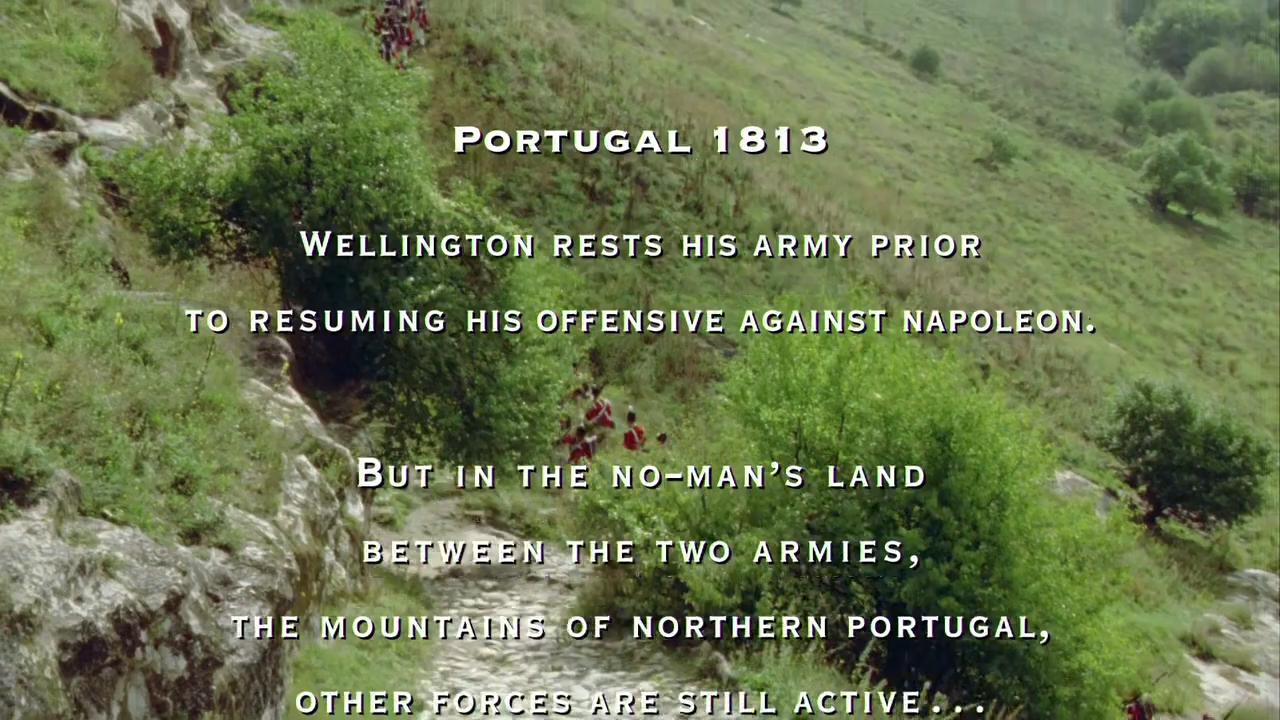 PORTUGAL 1813
WELLINGTON RESTS HIS ARMY PRIOR
TO RESUMING HIS OFFENSIVE AGAINST NAPOLEON.
BUT IN THE NO–MAN'S LAND
BETWEEN THE TWO ARMIES,
THE MOUNTAINS OF NORTHERN PORTUGAL,
OTHER FORCES ARE STILL ACTIVE...